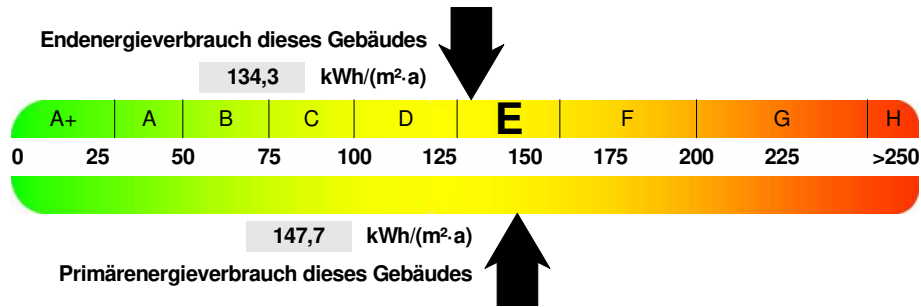 Endenergieverbrauch dieses Gebäudes
134,3 kWh/(m²·a)
A+ A B C D E F G H
0 25 50 75 100 125 150 175 200 225 >250
147,7 kWh/(m²·a)
Primärenergieverbrauch dieses Gebäudes